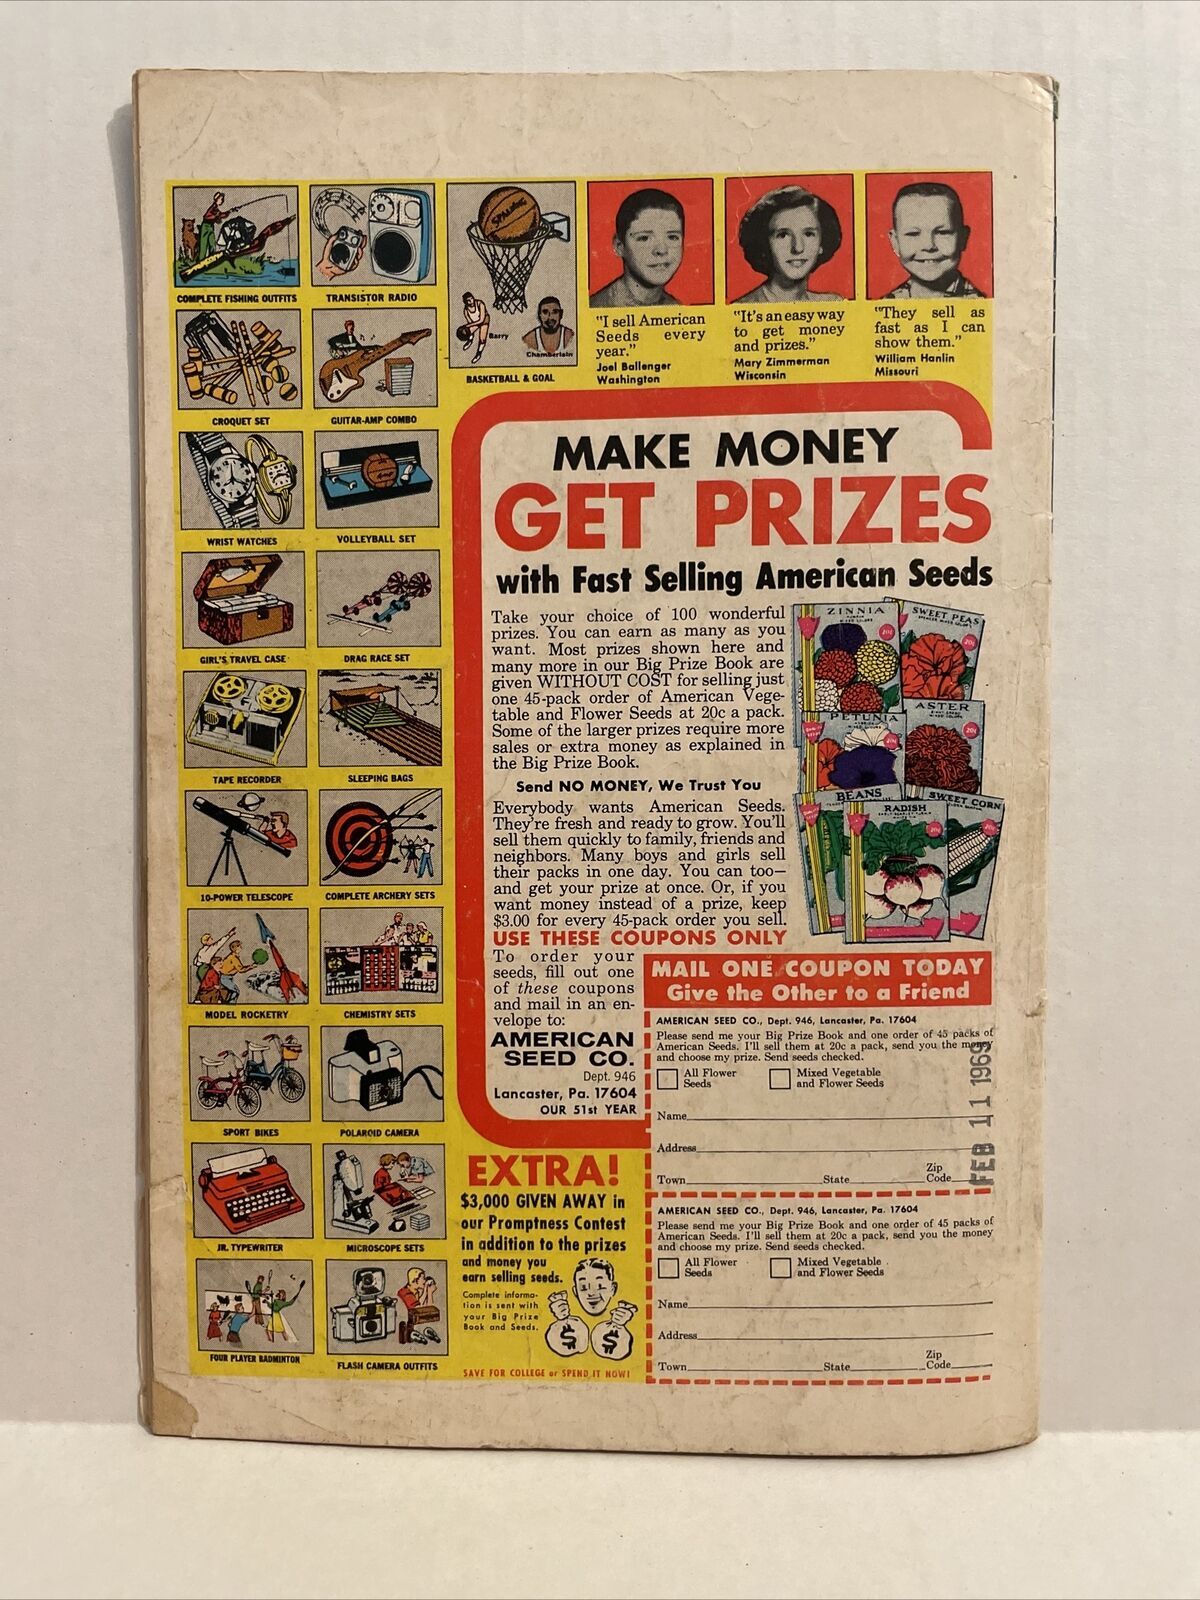 COMPLETE FISHING OUTFITS
TRANSISTOR RADIO
SPALDING
Barry
Chamberlain
BASKETBALL & GOAL
CROQUET SET
GUITAR-AMP COMBO
WRIST WATCHES
VOLLEYBALL SET
GIRL'S TRAVEL CASE
DRAG RACE SET
TAPE RECORDER
SLEEPING BAGS
10-POWER TELESCOPE
COMPLETE ARCHERY SETS
MODEL ROCKETRY
CHEMISTRY SETS
SPORT BIKES
POLAROID CAMERA
JR. TYPEWRITER
MICROSCOPE SETS
FOUR PLAYER BADMINTON
FLASH CAMERA OUTFITS
"I sell American
Seeds every
year."
Joel Ballenger
Washington
"It's an easy way
to get money
and prizes."
Mary Zimmerman
Wisconsin
"They sell as
fast as I can
show them."
William Hanlin
Missouri
MAKE MONEY
GET PRIZES
with Fast Selling American Seeds
Take your choice of 100 wonderful
prizes. You can earn as many as you
want. Most prizes shown here and
many more in our Big Prize Book are
given WITHOUT COST for selling just
one 45-pack order of American Vege-
table and Flower Seeds at 20c a pack.
Some of the larger prizes require more
sales or extra money as explained in
the Big Prize Book.
Send NO MONEY, We Trust You
Everybody wants American Seeds.
They're fresh and ready to grow. You'll
sell them quickly to family, friends and
neighbors. Many boys and girls sell
their packs in one day. You can too—
and get your prize at once. Or, if you
want money instead of a prize, keep
$3.00 for every 45-pack order you sell.
USE THESE COUPONS ONLY
To order your
seeds, fill out one
of these coupons
and mail in an en-
velope to:
AMERICAN
SEED CO.
Dept. 946
Lancaster, Pa. 17604
OUR 51st YEAR
ZINNIA
MIXED COLORS
20¢
SWEET PEAS
20¢
PETUNIA
20¢
ASTER
20¢
BEANS
RADISH
20¢
SWEET CORN
20¢
MAIL ONE COUPON TODAY
Give the Other to a Friend
AMERICAN SEED CO., Dept. 946, Lancaster, Pa. 17604
Please send me your Big Prize Book and one order of 45 packs of
American Seeds. I'll sell them at 20c a pack, send you the money
and choose my prize. Send seeds checked.
All Flower Seeds
Mixed Vegetable and Flower Seeds
Name
Address
Town State Zip Code
FEB 11 1969
AMERICAN SEED CO., Dept. 946, Lancaster, Pa. 17604
Please send me your Big Prize Book and one order of 45 packs of
American Seeds. I'll sell them at 20c a pack, send you the money
and choose my prize. Send seeds checked.
All Flower Seeds
Mixed Vegetable and Flower Seeds
Name
Address
Town State Zip Code
EXTRA!
$3,000 GIVEN AWAY in
our Promptness Contest
in addition to the prizes
and money you
earn selling seeds.
Complete informa-
tion is sent with
your Big Prize
Book and Seeds.
$ $
SAVE FOR COLLEGE or SPEND IT NOW!